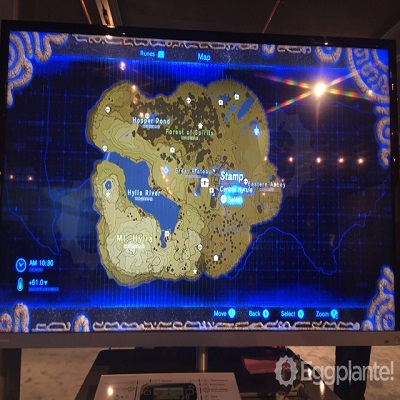 Runes
Map
Hopper Pond
Forest of Spirits
Great Plateau
Stamp
Eastern Abbey
Central Hyrule
Hylia River
Mt. Hylia
AM 10:30
+61.0
Move
Back
Select
Zoom
Eggplante!